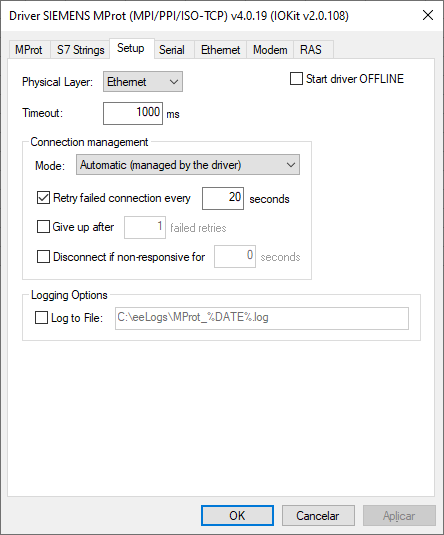 Driver SIEMENS MProt (MPI/PPI/ISO-TCP) v4.0.19 (IOKit v2.0.108)
MProt S7 Strings Setup Serial Ethernet Modem RAS
Physical Layer: Ethernet Start driver OFFLINE
Timeout: 1000 ms
Connection management
Mode: Automatic (managed by the driver)
Retry failed connection every 20 seconds
Give up after 1 failed retries
Disconnect if non-responsive for 0 seconds
Logging Options
Log to File: C:\eeLogs\MProt_%DATE%.log
OK Cancelar Aplicar